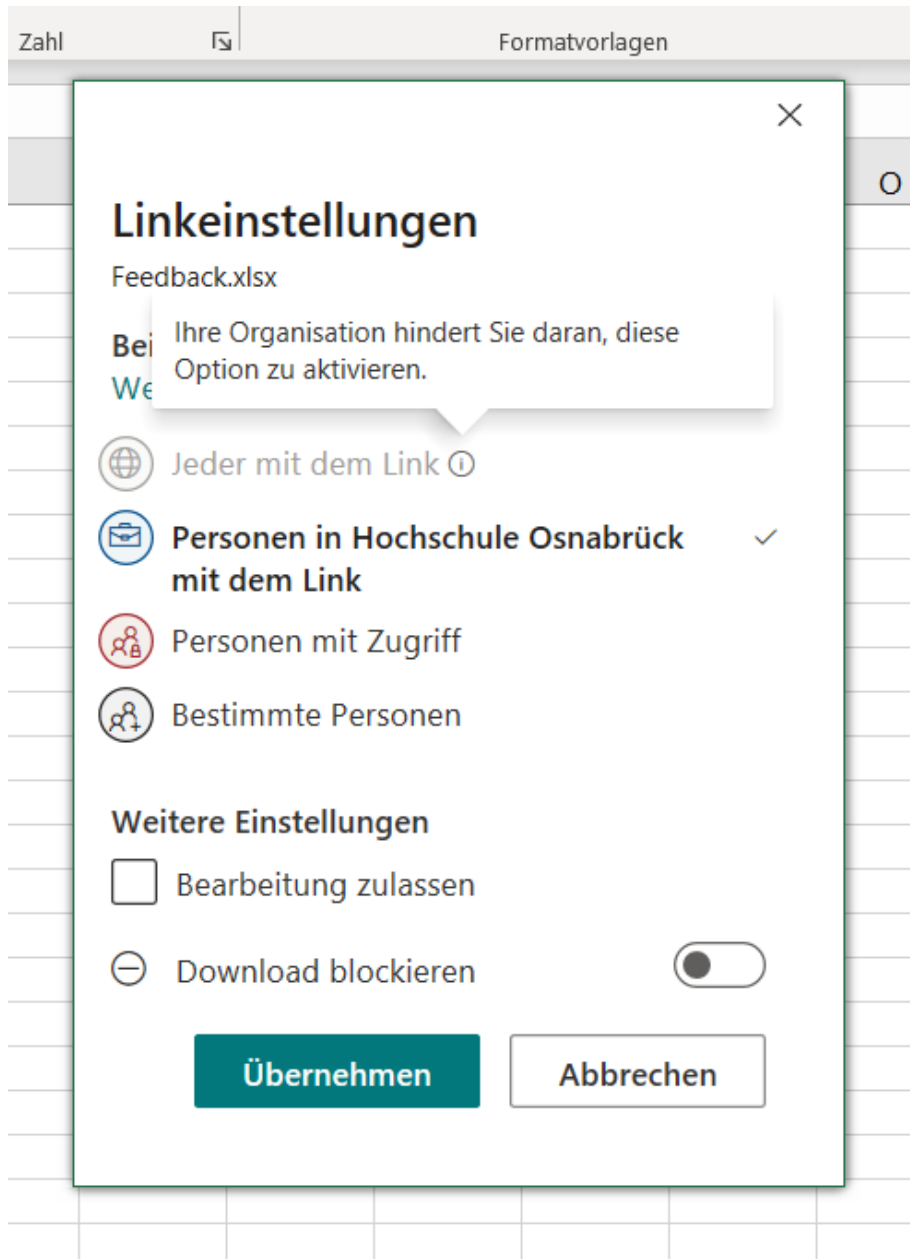 Zahl
Formatvorlagen
O
Linkeinstellungen
Feedback.xlsx
Ihre Organisation hindert Sie daran, diese
Option zu aktivieren.
Bei
We
Jeder mit dem Link
Personen in Hochschule Osnabrück
mit dem Link
Personen mit Zugriff
Bestimmte Personen
Weitere Einstellungen
Bearbeitung zulassen
Download blockieren
Übernehmen
Abbrechen